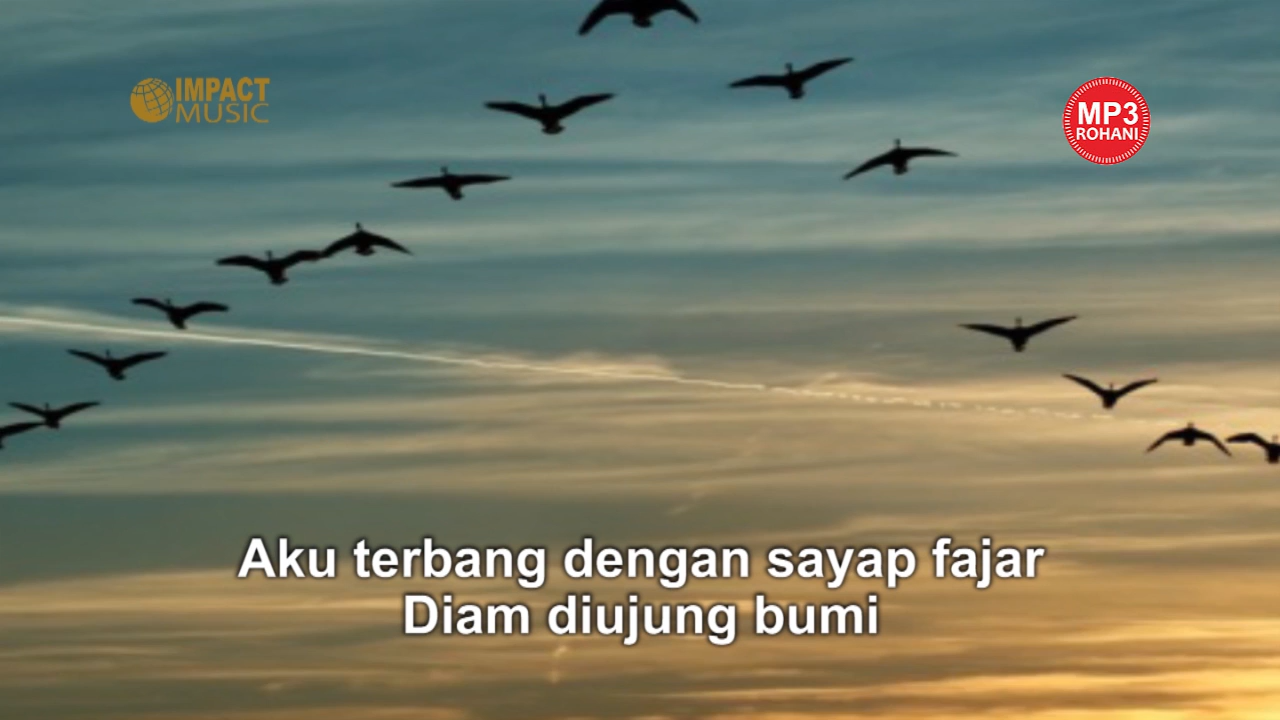 IMPACT
MUSIC
MP3
ROHANI
Aku terbang dengan sayap fajar
Diam diujung bumi